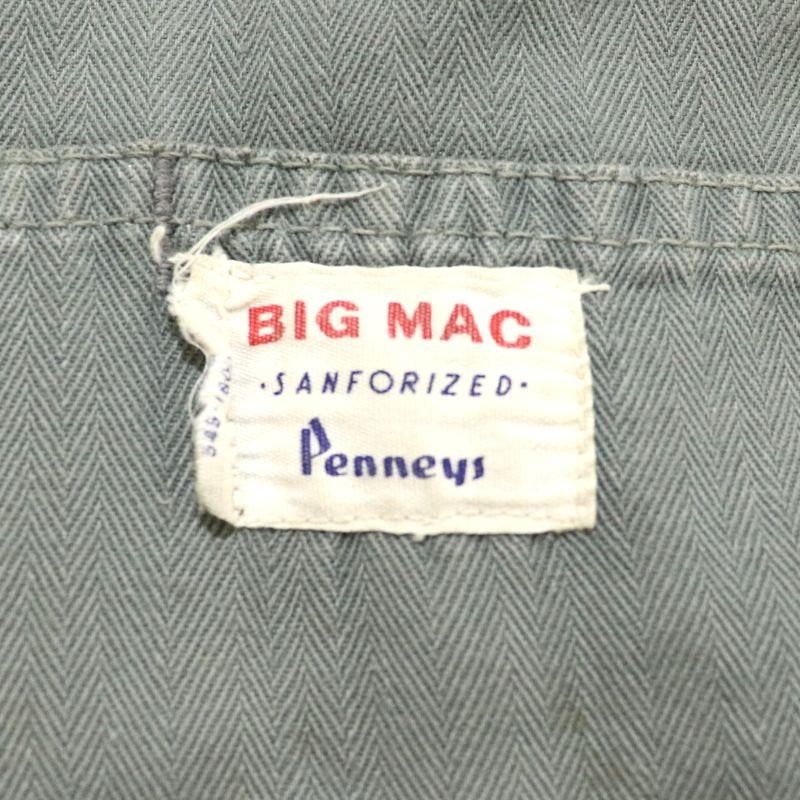 BIG MAC
·SANFORIZED·
Penneys